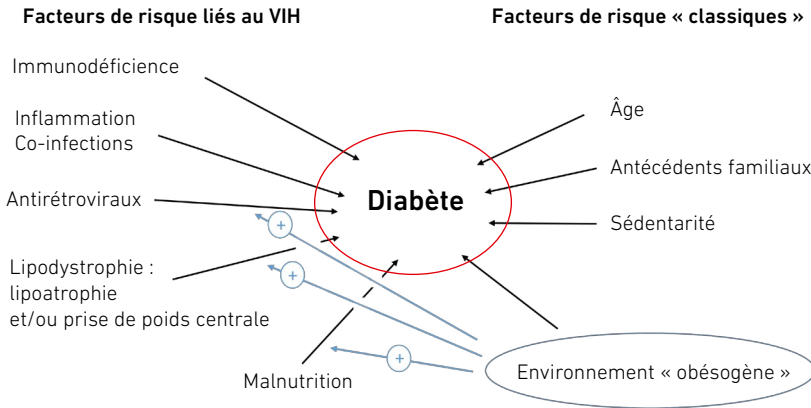 Facteurs de risque liés au VIH
Facteurs de risque « classiques »
Immunodéficience
Inflammation
Co-infections
Antirétroviraux
Lipodystrophie :
lipoatrophie
et/ou prise de poids centrale
Malnutrition
Diabète
Âge
Antécédents familiaux
Sédentarité
Environnement « obésogène »
+
+
+